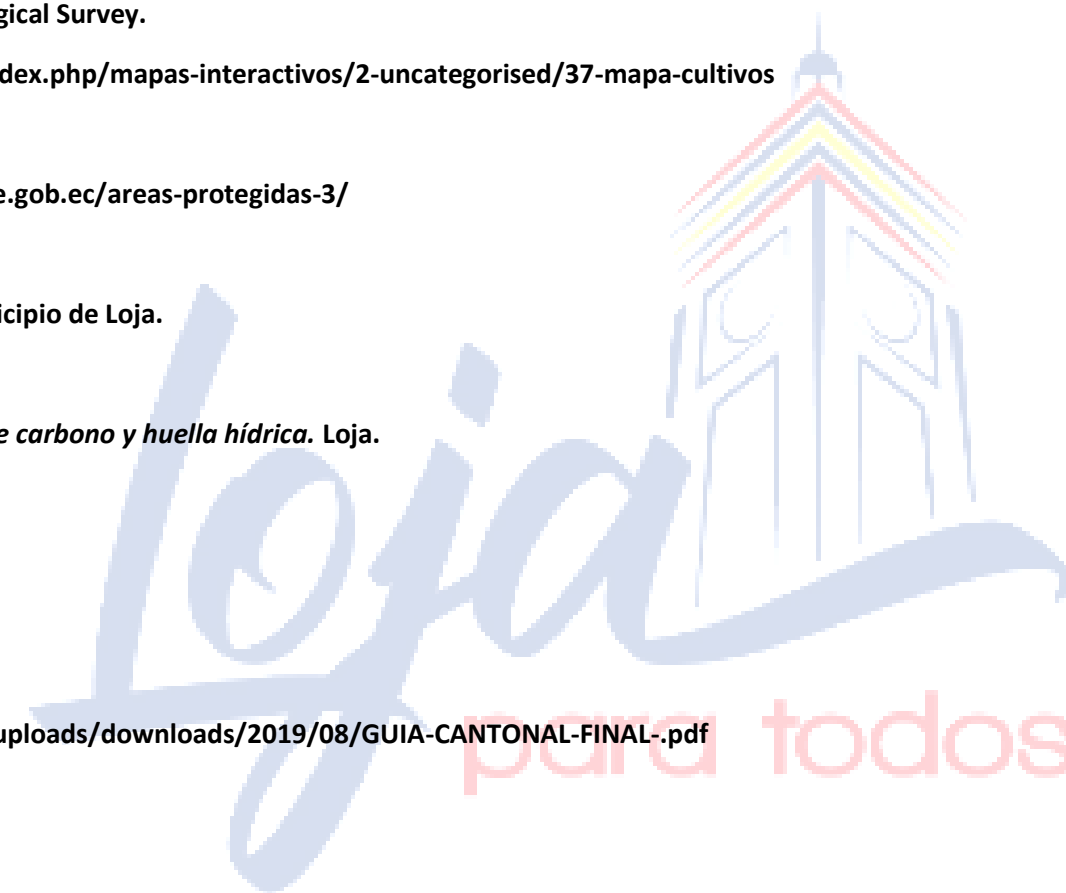 gical Survey.
dex.php/mapas-interactivos/2-uncategorised/37-mapa-cultivos
e.gob.ec/areas-protegidas-3/
icipio de Loja.
e carbono y huella hídrica. Loja.
uploads/downloads/2019/08/GUIA-CANTONAL-FINAL-.pdf
Loja
para todos